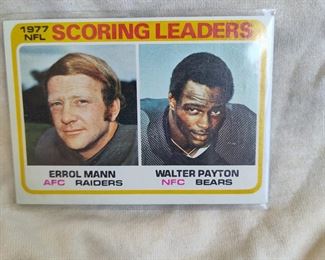 1977 NFL SCORING LEADERS
ERROL MANN
AFC RAIDERS
WALTER PAYTON
NFC BEARS